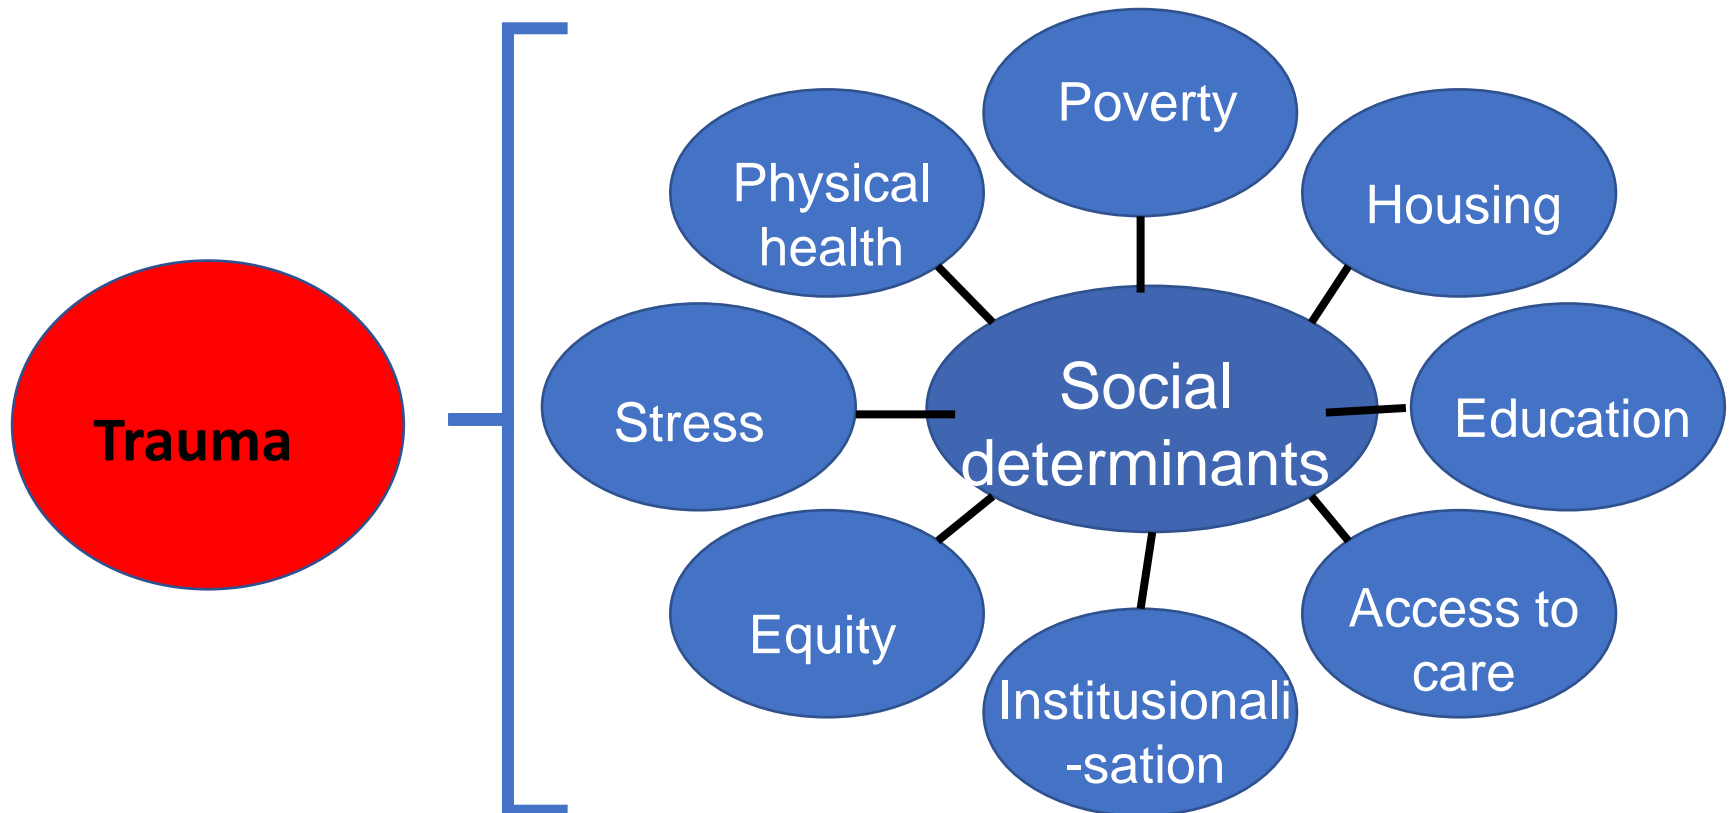 Trauma
Poverty
Physical
health
Housing
Stress
Social
determinants
Education
Equity
Access to
care
Institusionali
-sation